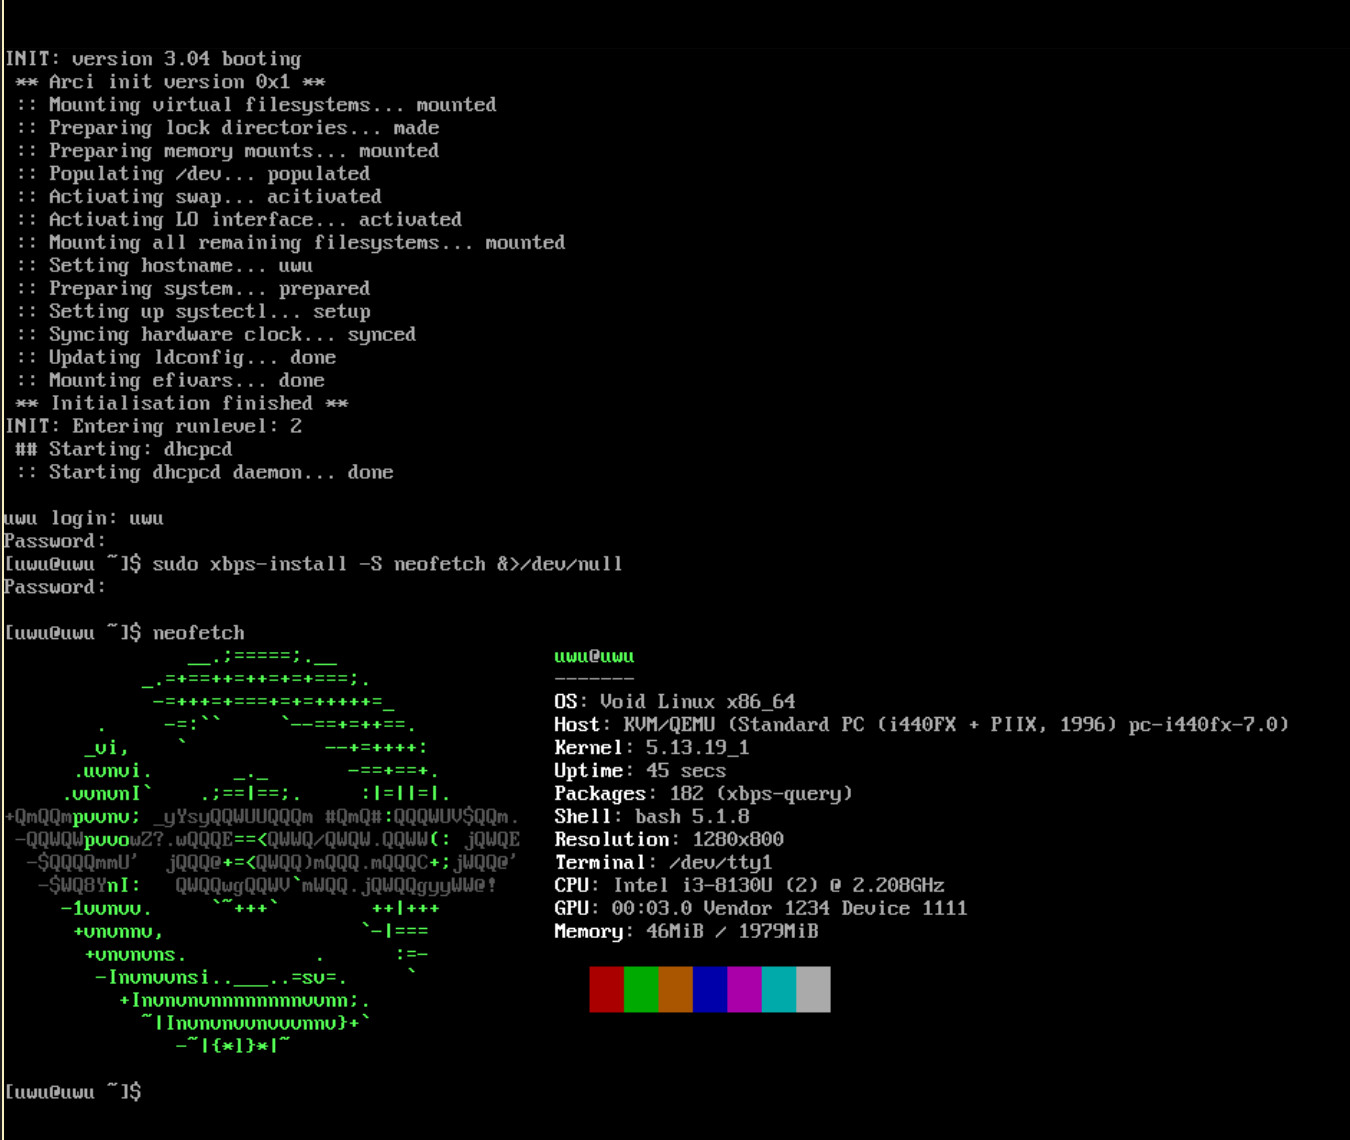 INIT: version 3.04 booting
 ** Arci init version 0x1 **
 :: Mounting virtual filesystems... mounted
 :: Preparing lock directories... made
 :: Preparing memory mounts... mounted
 :: Populating /dev... populated
 :: Activating swap... acitivated
 :: Activating LO interface... activated
 :: Mounting all remaining filesystems... mounted
 :: Setting hostname... uwu
 :: Preparing system... prepared
 :: Setting up systectl... setup
 :: Syncing hardware clock... synced
 :: Updating ldconfig... done
 :: Mounting efivars... done
 ** Initialisation finished **
INIT: Entering runlevel: 2
 ## Starting: dhcpcd
 :: Starting dhcpcd daemon... done
uwu login: uwu
Password:
[uwu@uwu ~]$ sudo xbps-install -S neofetch &>/dev/null
Password:
[uwu@uwu ~]$ neofetch
                __.;=====;.__                   uwu@uwu
            _.=+==++=++=+=+===;.                -------
             -=+++=+===+=+=+++++=_              OS: Void Linux x86_64
        .     -=:``     `--==+=++==.            Host: KVM/QEMU (Standard PC (i440FX + PIIX, 1996) pc-i440fx-7.0)
       _vi,    `            --+=++++:           Kernel: 5.13.19_1
      .uvnvi.       _._       -==+==+.          Uptime: 45 secs
     .vvnvnI`    .;==|==;.     :|=||=|.         Packages: 182 (xbps-query)
+QmQQmpvvnv; _yYsyQQWUUQQQm #QmQ#:QQQWUV$QQm.   Shell: bash 5.1.8
 -QQWQWpvvowZ?.wQQQE==<QWWQ/QWQW.QQWW(: jQWQE   Resolution: 1280x800
  -$QQQQmmU'  jQQQ@+=<QWQQ)mQQQ.mQQQC+;jWQQ@'   Terminal: /dev/tty1
   -$WQ8YnI:   QWQQwgQQWV`mWQQ.jQWQQgyyWW@!     CPU: Intel i3-8130U (2) @ 2.208GHz
     -1vvnvv.     `~+++`        ++|+++          GPU: 00:03.0 Vendor 1234 Device 1111
      +vnvnnv,                 `-|===           Memory: 46MiB / 1979MiB
       +vnvnvns.           .      :=-
        -Invnvvnsi..___..=sv=.     `
          +Invnvnvnnnnnnnnvvnn;.
            ~|Invnvnvvnvvvnnv}+`
               -~|{*l}*|~
[uwu@uwu ~]$